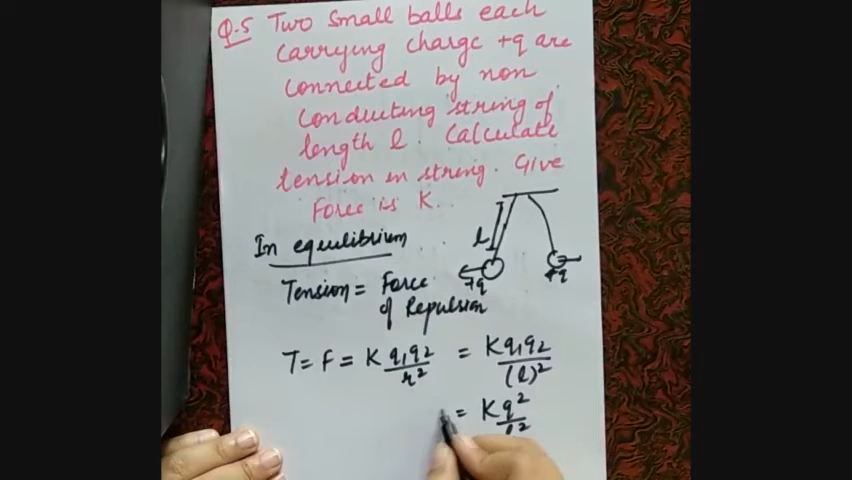 Q.5 Two small balls each
carrying charge +q are
connected by non
conducting string of
length l. Calculate
tension in string. Give
Force is K.
In equilibrium
l
+q
+q
Tension = Force
of Repulsion
T = F = K q₁q₂ / r² = K q₁q₂ / (l)²
= K q² / l²